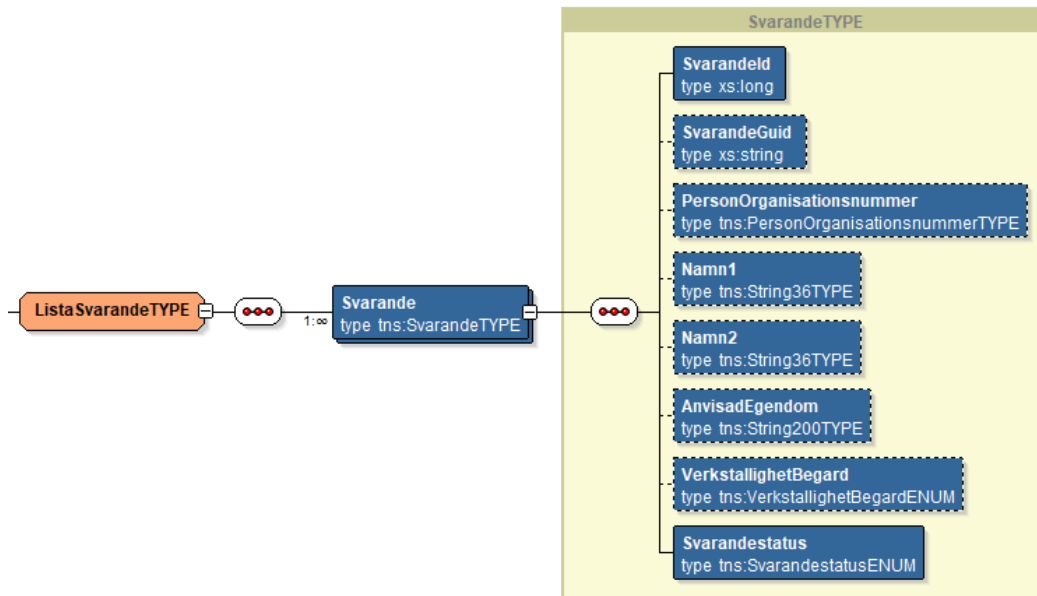 SvarandeTYPE
SvarandeId
type xs:long
SvarandeGuid
type xs:string
PersonOrganisationsnummer
type tns:PersonOrganisationsnummerTYPE
Namn1
type tns:String36TYPE
ListaSvarandeTYPE
Svarande
type tns:SvarandeTYPE
1:∞
Namn2
type tns:String36TYPE
AnvisadEgendom
type tns:String200TYPE
VerkstallighetBegard
type tns:VerkstallighetBegardENUM
Svarandestatus
type tns:SvarandestatusENUM